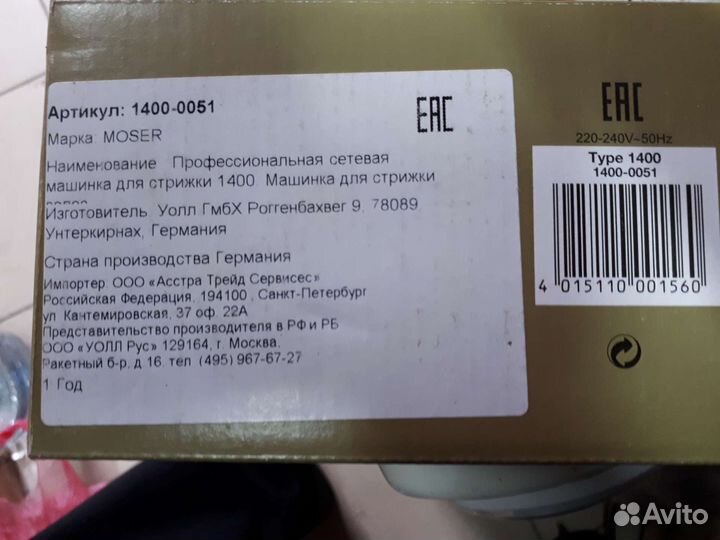 Артикул: 1400-0051
EAC
Марка: MOSER
Наименование Профессиональная сетевая
машинка для стрижки 1400 Машинка для стрижки
Изготовитель Уолл ГмбХ Роггенбахвег 9, 78089
Унтеркирнах, Германия
Страна производства Германия
Импортер: ООО «Асстра Трейд Сервисес»
Российская Федерация, 194100, Санкт-Петербург
ул Кантемировская, 37 оф. 22А
Представительство производителя в РФ и РБ
ООО «УОЛЛ Рус» 129164, г. Москва.
Ракетный б-р, д 16. тел. (495) 967-67-27
1 Год
EAC
220-240V~50Hz
Type 1400
1400-0051
4 015110 001560
Avito